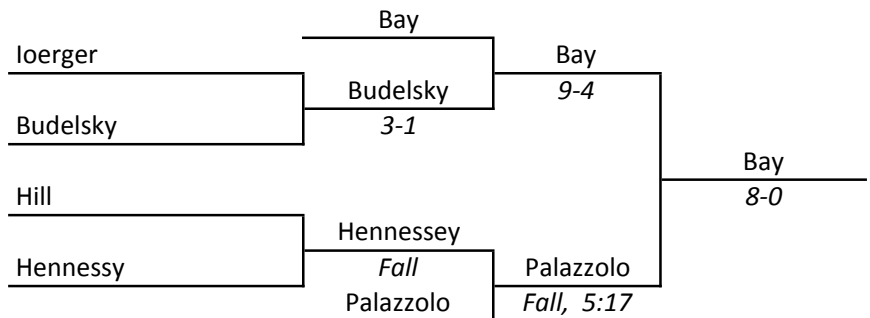 Bay
Ioerger
Bay
Budelsky
9-4
Budelsky
3-1
Bay
Hill
8-0
Hennessey
Hennessy
Fall
Palazzolo
Palazzolo
Fall, 5:17